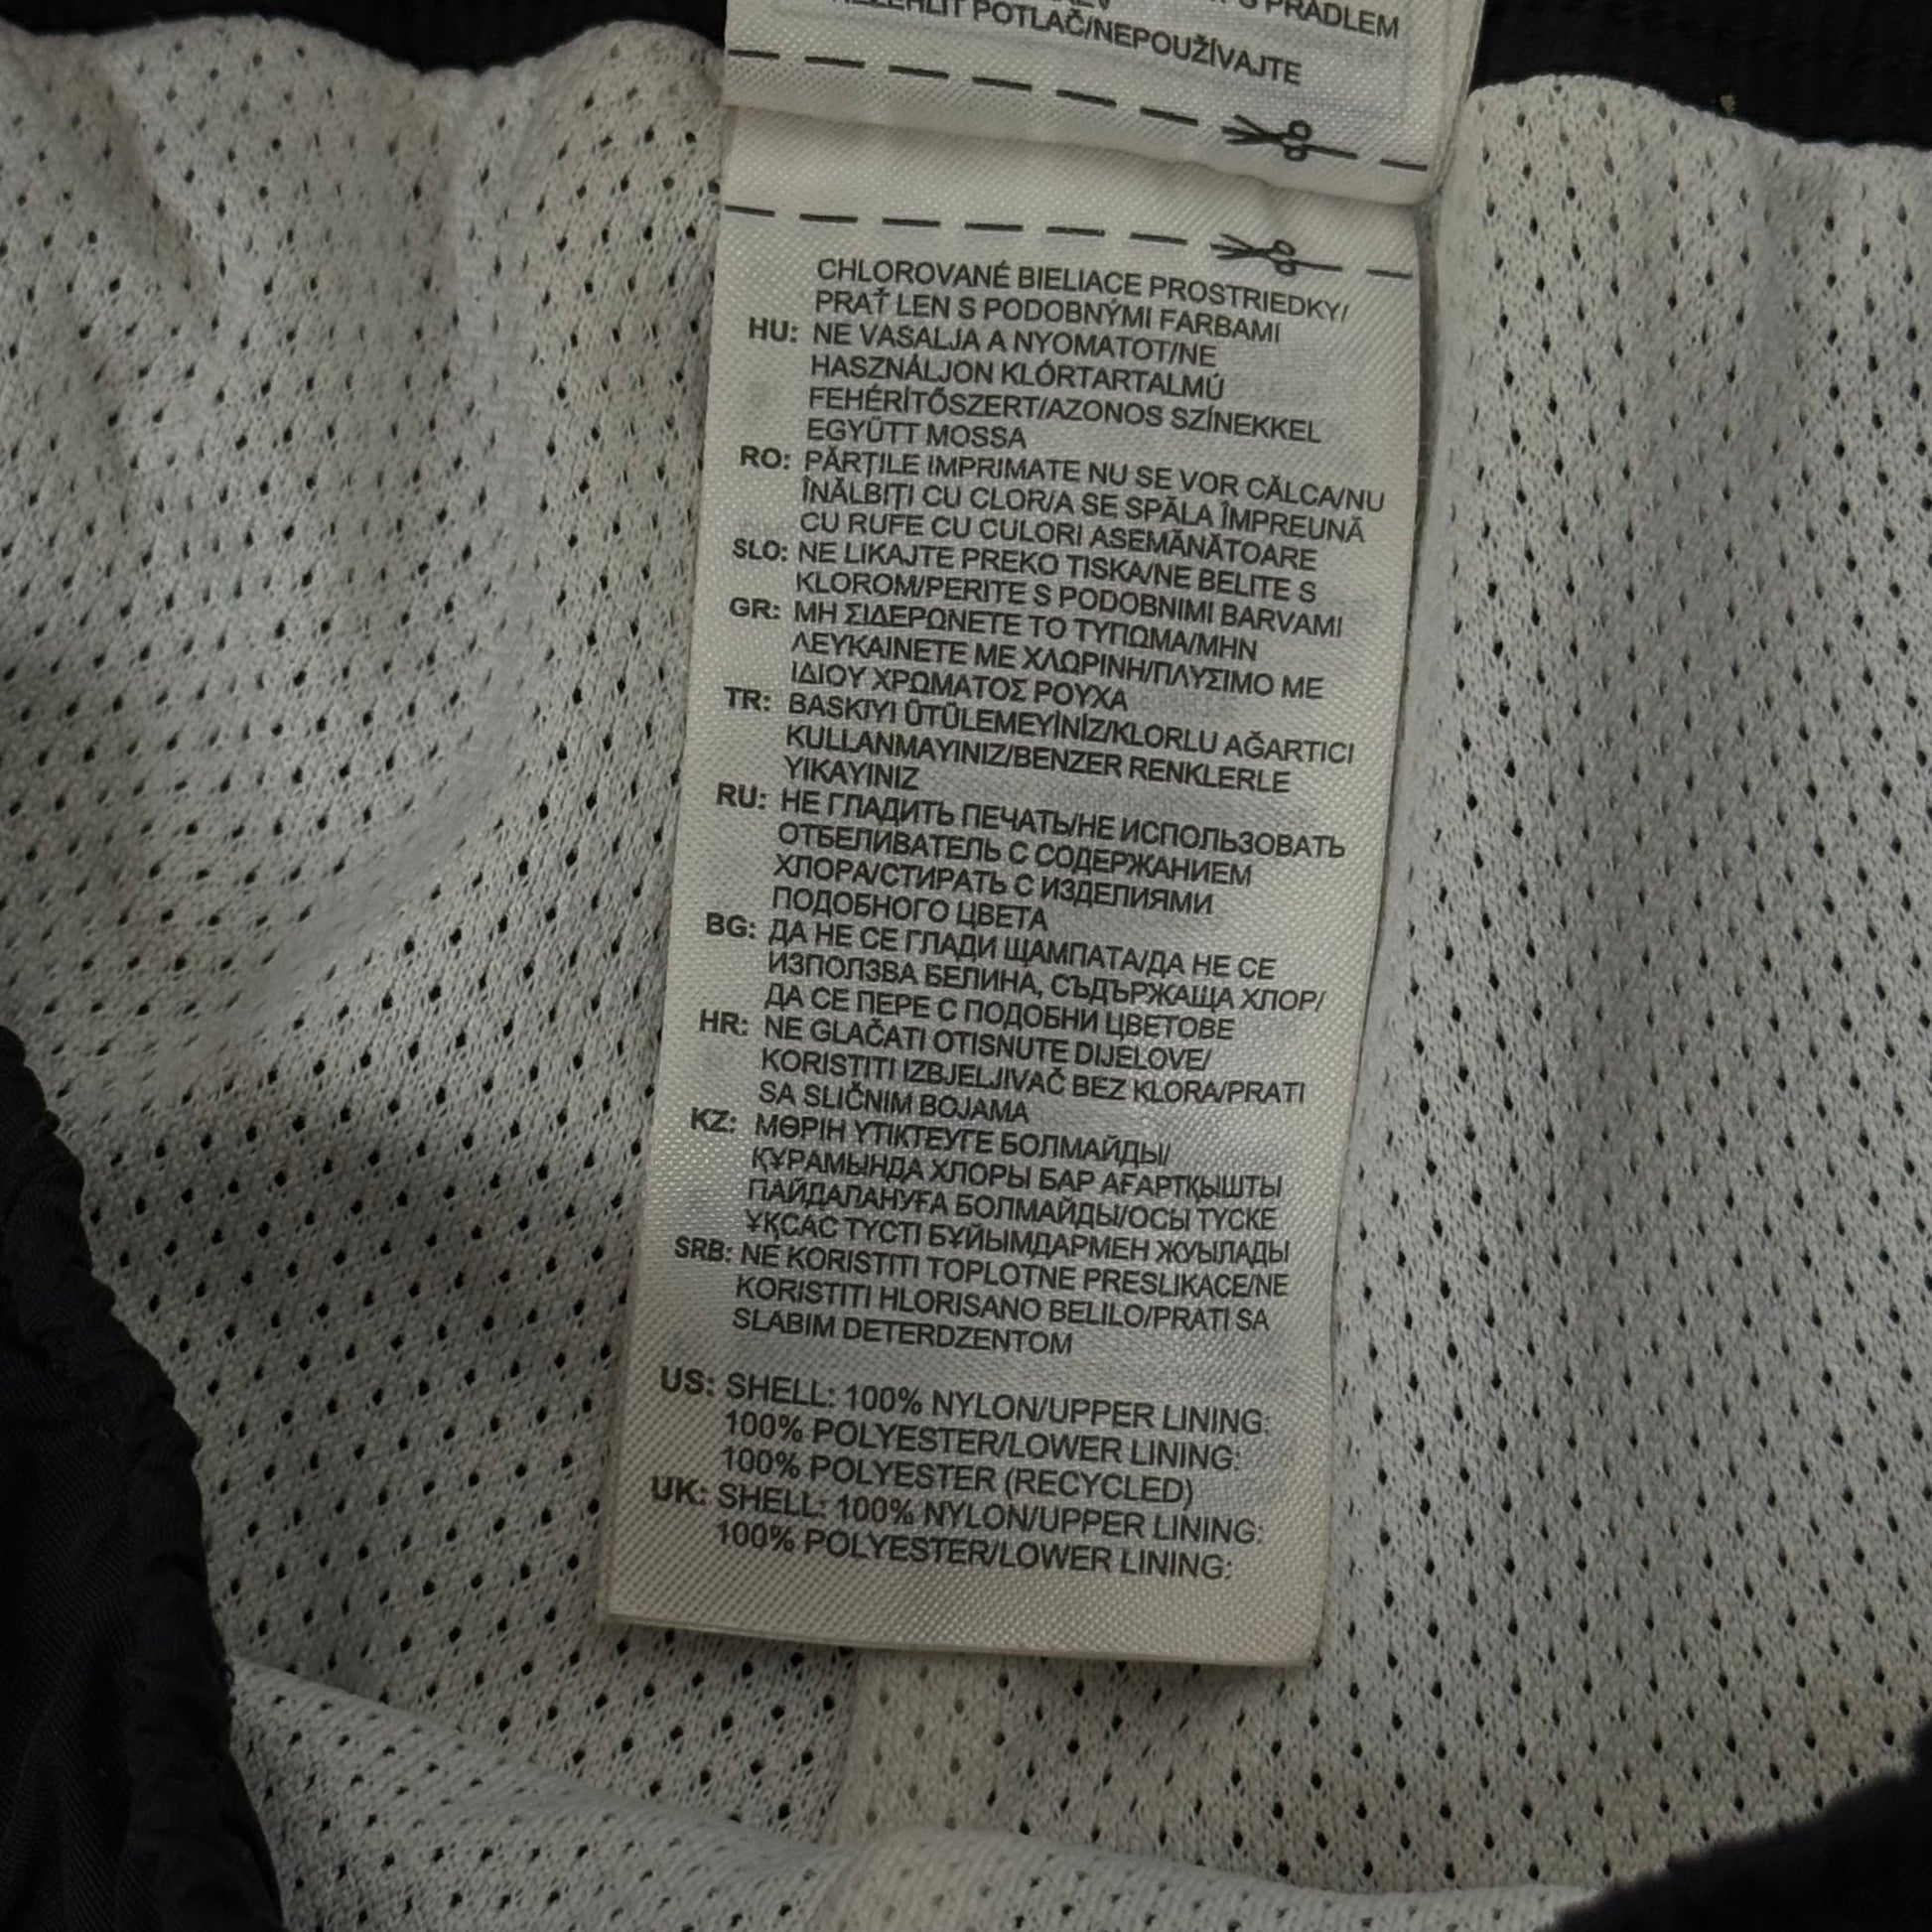 S PRÁDLEM
POTLAČ/NEPOUŽÍVAJTE
CHLOROVANÉ BIELIACE PROSTRIEDKY/
PRAŤ LEN S PODOBNÝMI FARBAMI
HU: NE VASALJA A NYOMATOT/NE
HASZNÁLJON KLÓRTARTALMÚ
FEHÉRÍTŐSZERT/AZONOS SZÍNEKKEL
EGYÜTT MOSSA
RO: PĂRȚILE IMPRIMATE NU SE VOR CĂLCA/NU
ÎNĂLBIȚI CU CLOR/A SE SPĂLA ÎMPREUNĂ
CU RUFE CU CULORI ASEMĂNĂTOARE
SLO: NE LIKAJTE PREKO TISKA/NE BELITE S
KLOROM/PERITE S PODOBNIMI BARVAMI
GR: ΜΗ ΣΙΔΕΡΩΝΕΤΕ ΤΟ ΤΥΠΩΜΑ/ΜΗΝ
ΛΕΥΚΑΙΝΕΤΕ ΜΕ ΧΛΩΡΙΝΗ/ΠΛΥΣΙΜΟ ΜΕ
ΙΔΙΟΥ ΧΡΩΜΑΤΟΣ ΡΟΥΧΑ
TR: BASKIYI ÜTÜLEMEYİNİZ/KLORLU AĞARTICI
KULLANMAYINIZ/BENZER RENKLERLE
YIKAYINIZ
RU: НЕ ГЛАДИТЬ ПЕЧАТЬ/НЕ ИСПОЛЬЗОВАТЬ
ОТБЕЛИВАТЕЛЬ С СОДЕРЖАНИЕМ
ХЛОРА/СТИРАТЬ С ИЗДЕЛИЯМИ
ПОДОБНОГО ЦВЕТА
BG: ДА НЕ СЕ ГЛАДИ ЩАМПАТА/ДА НЕ СЕ
ИЗПОЛЗВА БЕЛИНА, СЪДЪРЖАЩА ХЛОР/
ДА СЕ ПЕРЕ С ПОДОБНИ ЦВЕТОВЕ
HR: NE GLAČATI OTISNUTE DIJELOVE/
KORISTITI IZBJELJIVAČ BEZ KLORA/PRATI
SA SLIČNIM BOJAMA
KZ: МӨРІН ҮТІКТЕУГЕ БОЛМАЙДЫ/
ҚҰРАМЫНДА ХЛОРЫ БАР АҒАРТҚЫШТЫ
ПАЙДАЛАНУҒА БОЛМАЙДЫ/ОСЫ ТҮСКЕ
ҰҚСАС ТҮСТІ БҰЙЫМДАРМЕН ЖУЫЛАДЫ
SRB: NE KORISTITI TOPLOTNE PRESLIKACE/NE
KORISTITI HLORISANO BELILO/PRATI SA
SLABIM DETERDZENTOM
US: SHELL: 100% NYLON/UPPER LINING:
100% POLYESTER/LOWER LINING:
100% POLYESTER (RECYCLED)
UK: SHELL: 100% NYLON/UPPER LINING:
100% POLYESTER/LOWER LINING: